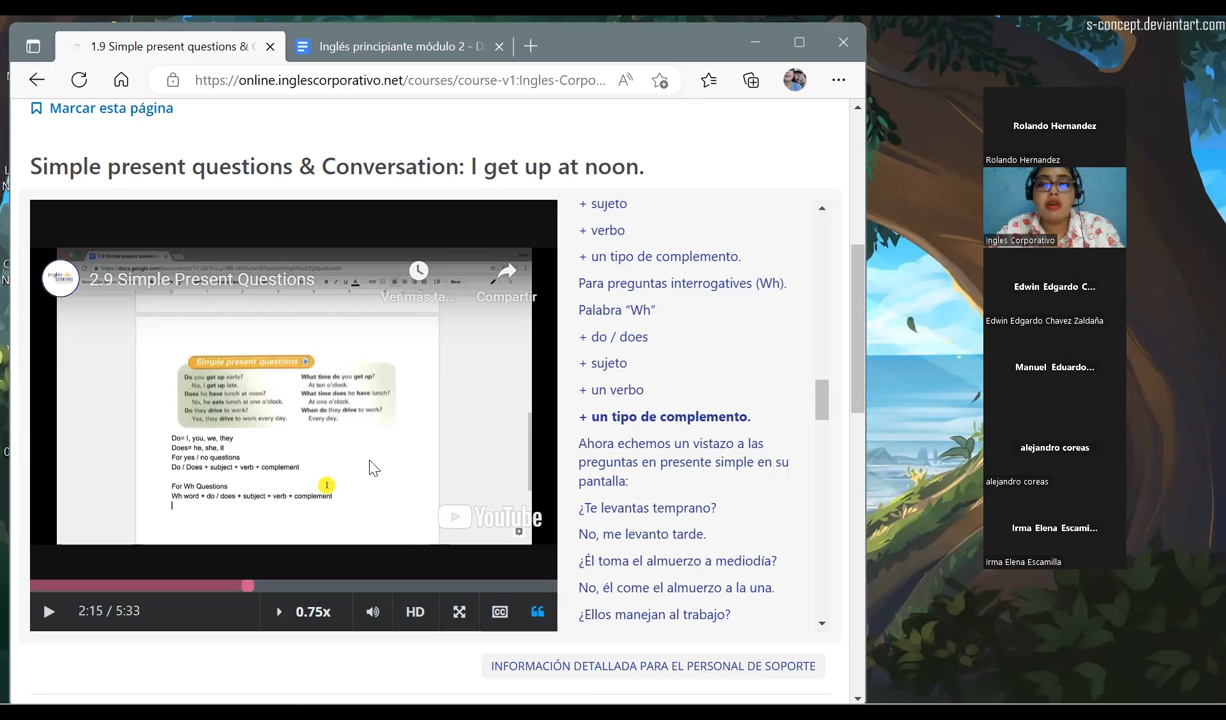 s-concept.deviantart.com
1.9 Simple present questions & C
Inglés principiante módulo 2 - D
https://online.inglescorporativo.net/courses/course-v1:Ingles-Corpo...
Marcar esta página
Simple present questions & Conversation: I get up at noon.
2.9 Simple Present Questions
Ver más ta...
Compartir
Simple present questions
Do you get up early?
No, I get up late.
Does he have lunch at noon?
No, he eats lunch at one o'clock.
Do they drive to work?
Yes, they drive to work every day.
What time do you get up?
At ten o'clock.
What time does he have lunch?
At one o'clock.
When do they drive to work?
Every day.
Do= I, you, we, they
Does= he, she, it
For yes / no questions
Do / Does + subject + verb + complement
For Wh Questions
Wh word + do / does + subject + verb + complement
YouTube
2:15 / 5:33
0.75x
HD
CC
+ sujeto
+ verbo
+ un tipo de complemento.
Para preguntas interrogativas (Wh).
Palabra “Wh”
+ do / does
+ sujeto
+ un verbo
+ un tipo de complemento.
Ahora echemos un vistazo a las
preguntas en presente simple en su
pantalla:
¿Te levantas temprano?
No, me levanto tarde.
¿Él toma el almuerzo a mediodía?
No, él come el almuerzo a la una.
¿Ellos manejan al trabajo?
INFORMACIÓN DETALLADA PARA EL PERSONAL DE SOPORTE
Rolando Hernandez
Rolando Hernandez
Ingles Corporativo
Edwin Edgardo C...
Edwin Edgardo Chavez Zaldaña
Manuel Eduardo...
alejandro coreas
alejandro coreas
Irma Elena Escami...
Irma Elena Escamilla